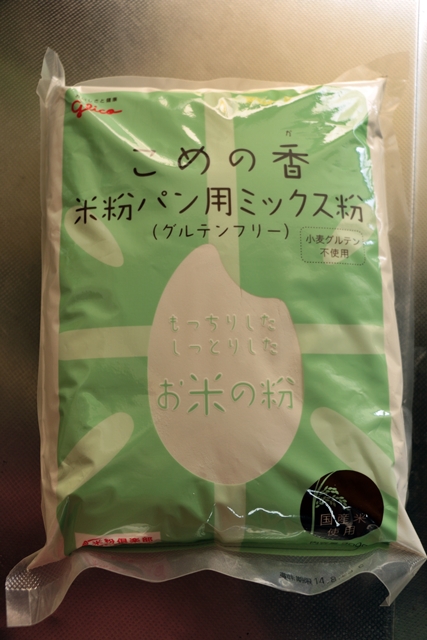 glico
こめの香
か
米粉パン用ミックス粉
(グルテンフリー)
小麦グルテン
不使用
もっちりした
しっとりした
お米の粉
国産米
使用